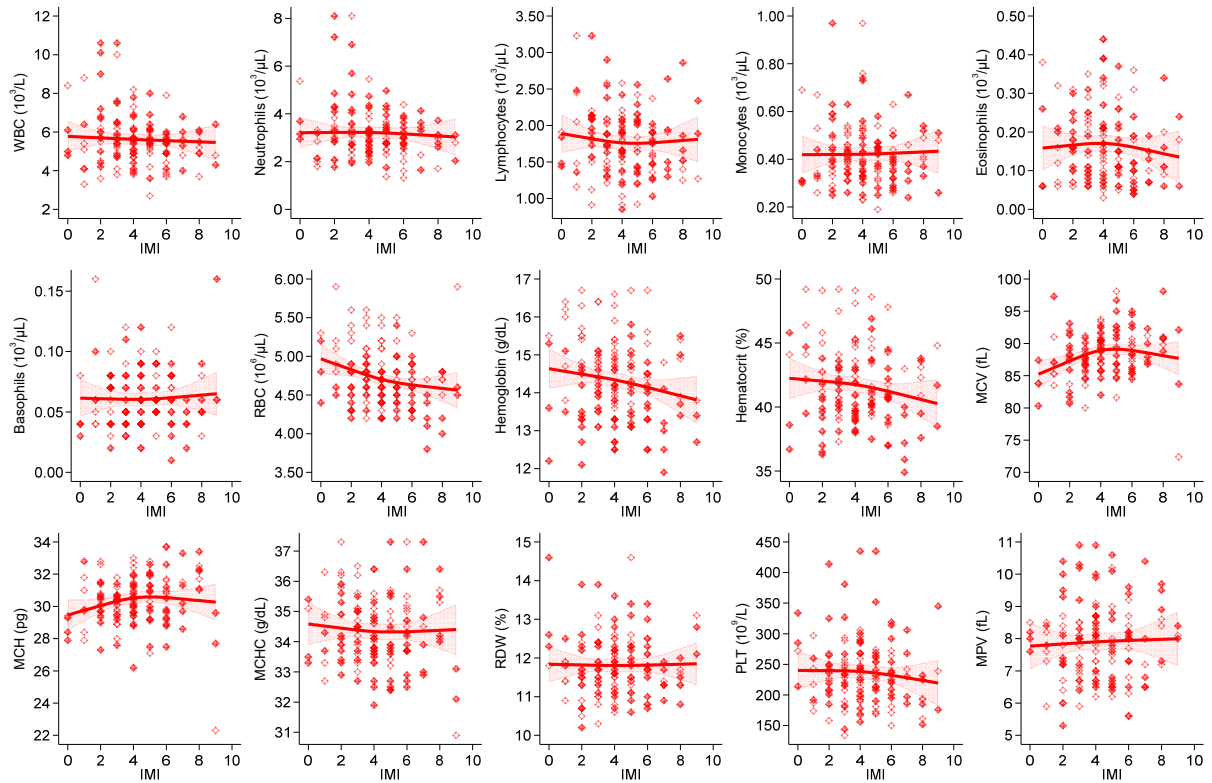 WBC (10³/L)
12
10
8
6
4
2
0 2 4 6 8 10
IMI
Neutrophils (10³/µL)
8
6
4
2
0
0 2 4 6 8 10
IMI
Lymphocytes (10³/µL)
3.50
3.00
2.50
2.00
1.50
1.00
0 2 4 6 8 10
IMI
Monocytes (10³/µL)
1.00
0.80
0.60
0.40
0.20
0 2 4 6 8 10
IMI
Eosinophils (10³/µL)
0.50
0.40
0.30
0.20
0.10
0.00
0 2 4 6 8 10
IMI
Basophils (10³/µL)
0.15
0.10
0.05
0.00
0 2 4 6 8 10
IMI
RBC (10⁶/µL)
6.00
5.50
5.00
4.50
4.00
3.50
0 2 4 6 8 10
IMI
Hemoglobin (g/dL)
17
16
15
14
13
12
0 2 4 6 8 10
IMI
Hematocrit (%)
50
45
40
35
0 2 4 6 8 10
IMI
MCV (fL)
100
95
90
85
80
75
70
0 2 4 6 8 10
IMI
MCH (pg)
34
32
30
28
26
24
22
0 2 4 6 8 10
IMI
MCHC (g/dL)
37
36
35
34
33
32
31
0 2 4 6 8 10
IMI
RDW (%)
15
14
13
12
11
10
0 2 4 6 8 10
IMI
PLT (10⁹/L)
450
400
350
300
250
200
150
0 2 4 6 8 10
IMI
MPV (fL)
11
10
9
8
7
6
5
0 2 4 6 8 10
IMI